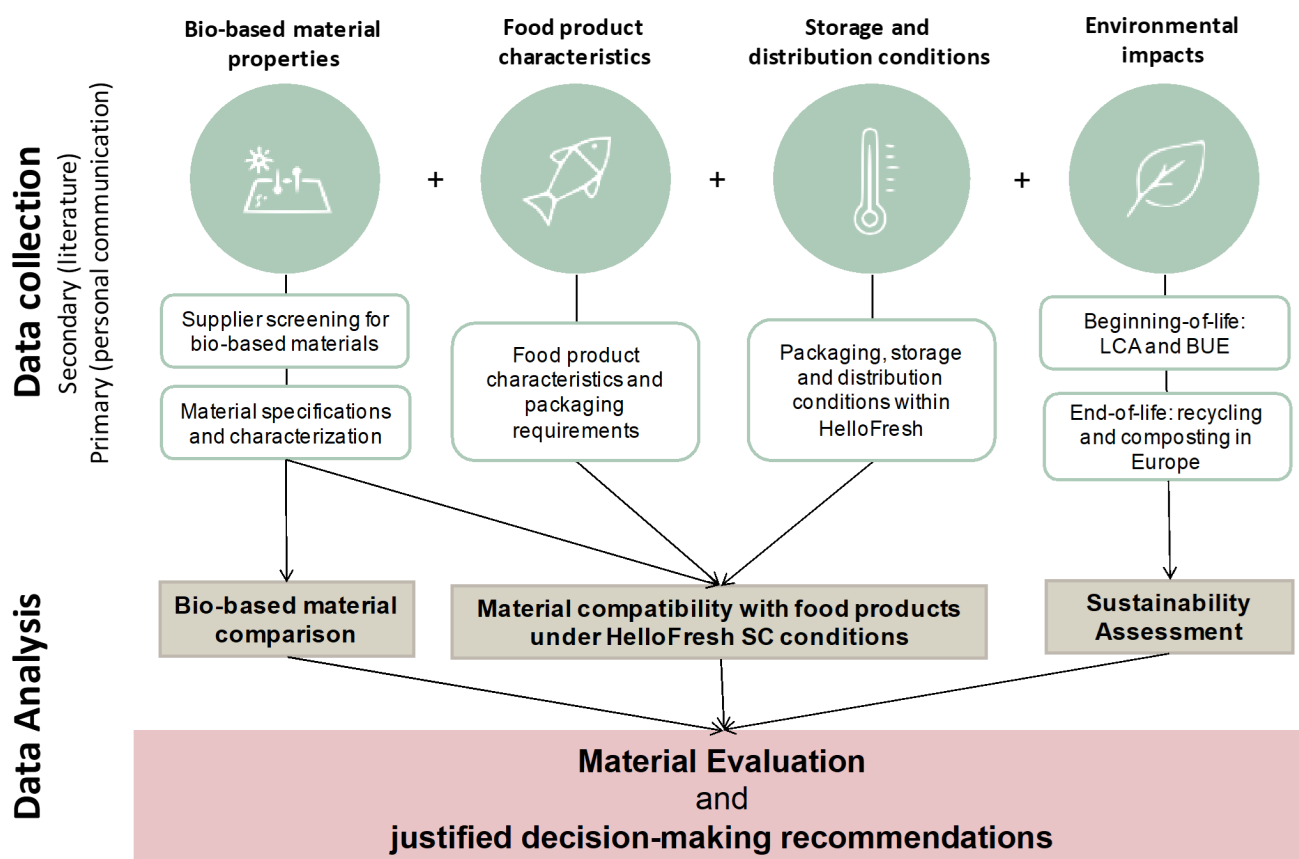 Bio-based material
properties
Food product
characteristics
Storage and
distribution conditions
Environmental
impacts
Data collection
Secondary (literature)
Primary (personal communication)
+
+
+
Supplier screening for
bio-based materials
Material specifications
and characterization
Food product
characteristics and
packaging
requirements
Packaging, storage
and distribution
conditions within
HelloFresh
Beginning-of-life:
LCA and BUE
End-of-life: recycling
and composting in
Europe
Data Analysis
Bio-based material
comparison
Material compatibility with food products
under HelloFresh SC conditions
Sustainability
Assessment
Material Evaluation
and
justified decision-making recommendations